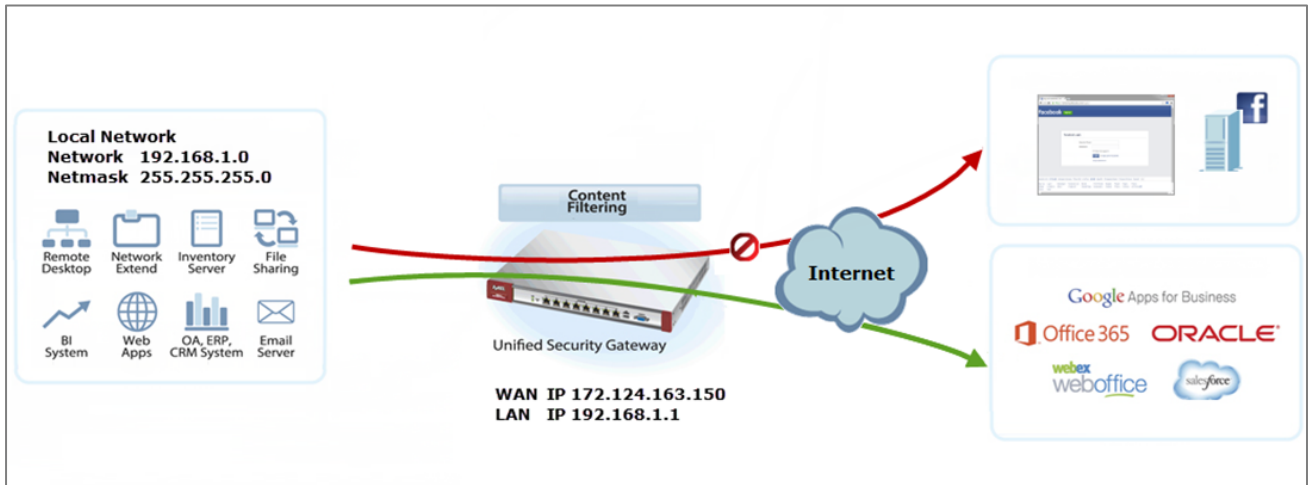 Local Network
Network 192.168.1.0
Netmask 255.255.255.0
Remote
Desktop
Network
Extend
Inventory
Server
File
Sharing
BI
System
Web
Apps
OA, ERP,
CRM System
Email
Server
Content
Filtering
ZyXEL
Unified Security Gateway
WAN IP 172.124.163.150
LAN IP 192.168.1.1
Internet
facebook
f
Google Apps for Business
Office 365
ORACLE
webex
weboffice
salesforce